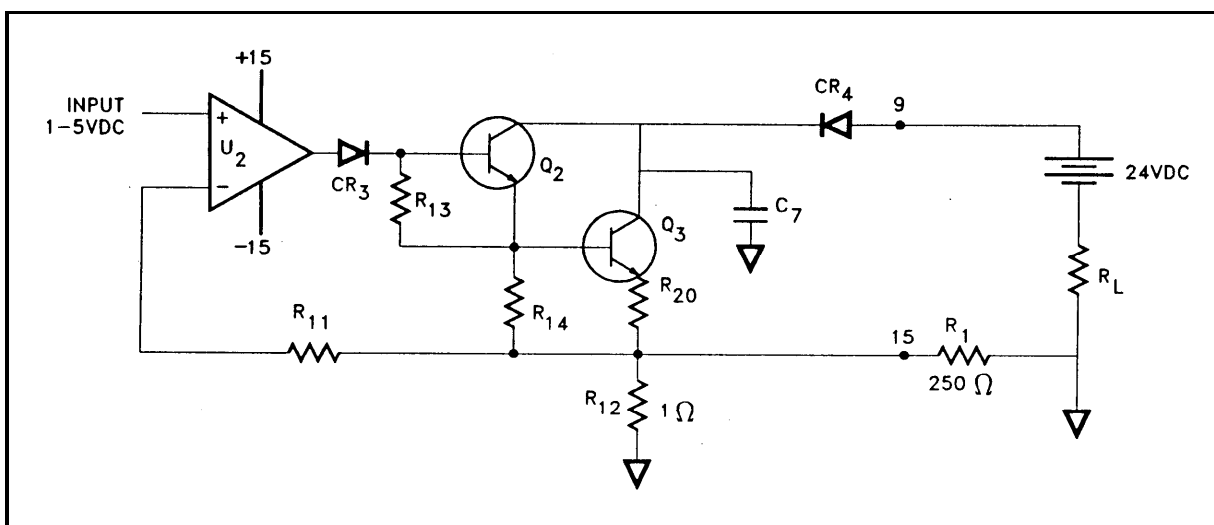 +15
INPUT
1-5VDC
+
U2
-
-15
CR3
R13
Q2
CR4
9
24VDC
C7
Q3
R20
R14
R11
RL
15
R1
250 Ω
R12
1Ω